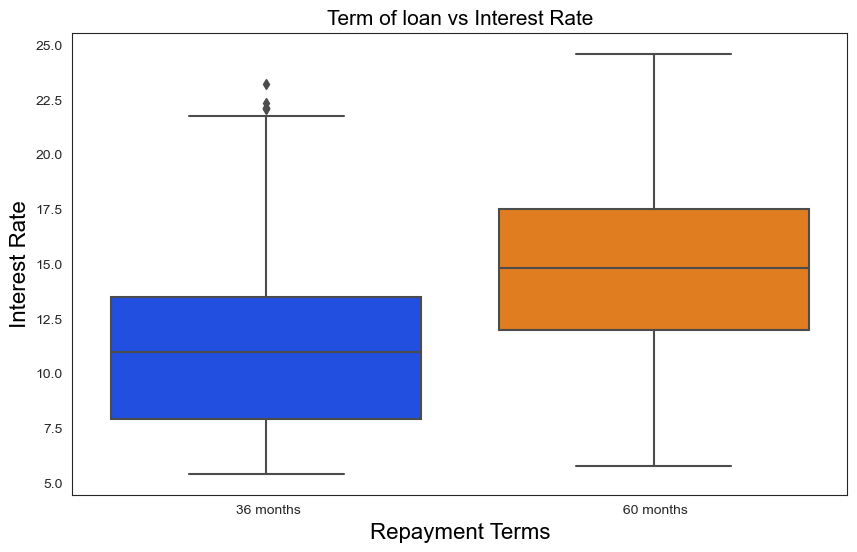 Term of loan vs Interest Rate
25.0
22.5
20.0
17.5
15.0
12.5
10.0
7.5
5.0
Interest Rate
36 months
60 months
Repayment Terms